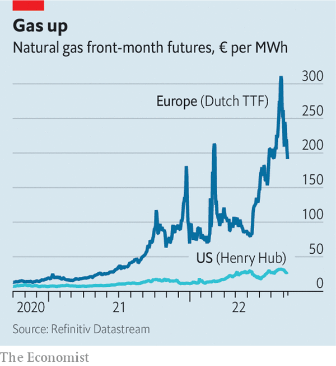 Gas up
Natural gas front-month futures, € per MWh
300
Europe (Dutch TTF)
250
200
150
100
US (Henry Hub)
50
0
2020
21
22
Source: Refinitiv Datastream
The Economist